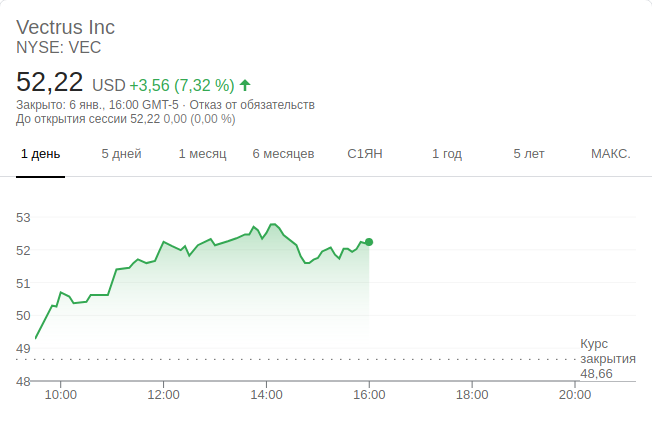 Vectrus Inc
NYSE: VEC
52,22 USD +3,56 (7,32 %)
Закрыто: 6 янв., 16:00 GMT-5 · Отказ от обязательств
До открытия сессии 52,22 0,00 (0,00 %)
1 день 5 дней 1 месяц 6 месяцев С1ЯН 1 год 5 лет МАКС.
53
52
51
50
49
48
Курс
закрытия
48,66
10:00 12:00 14:00 16:00 18:00 20:00